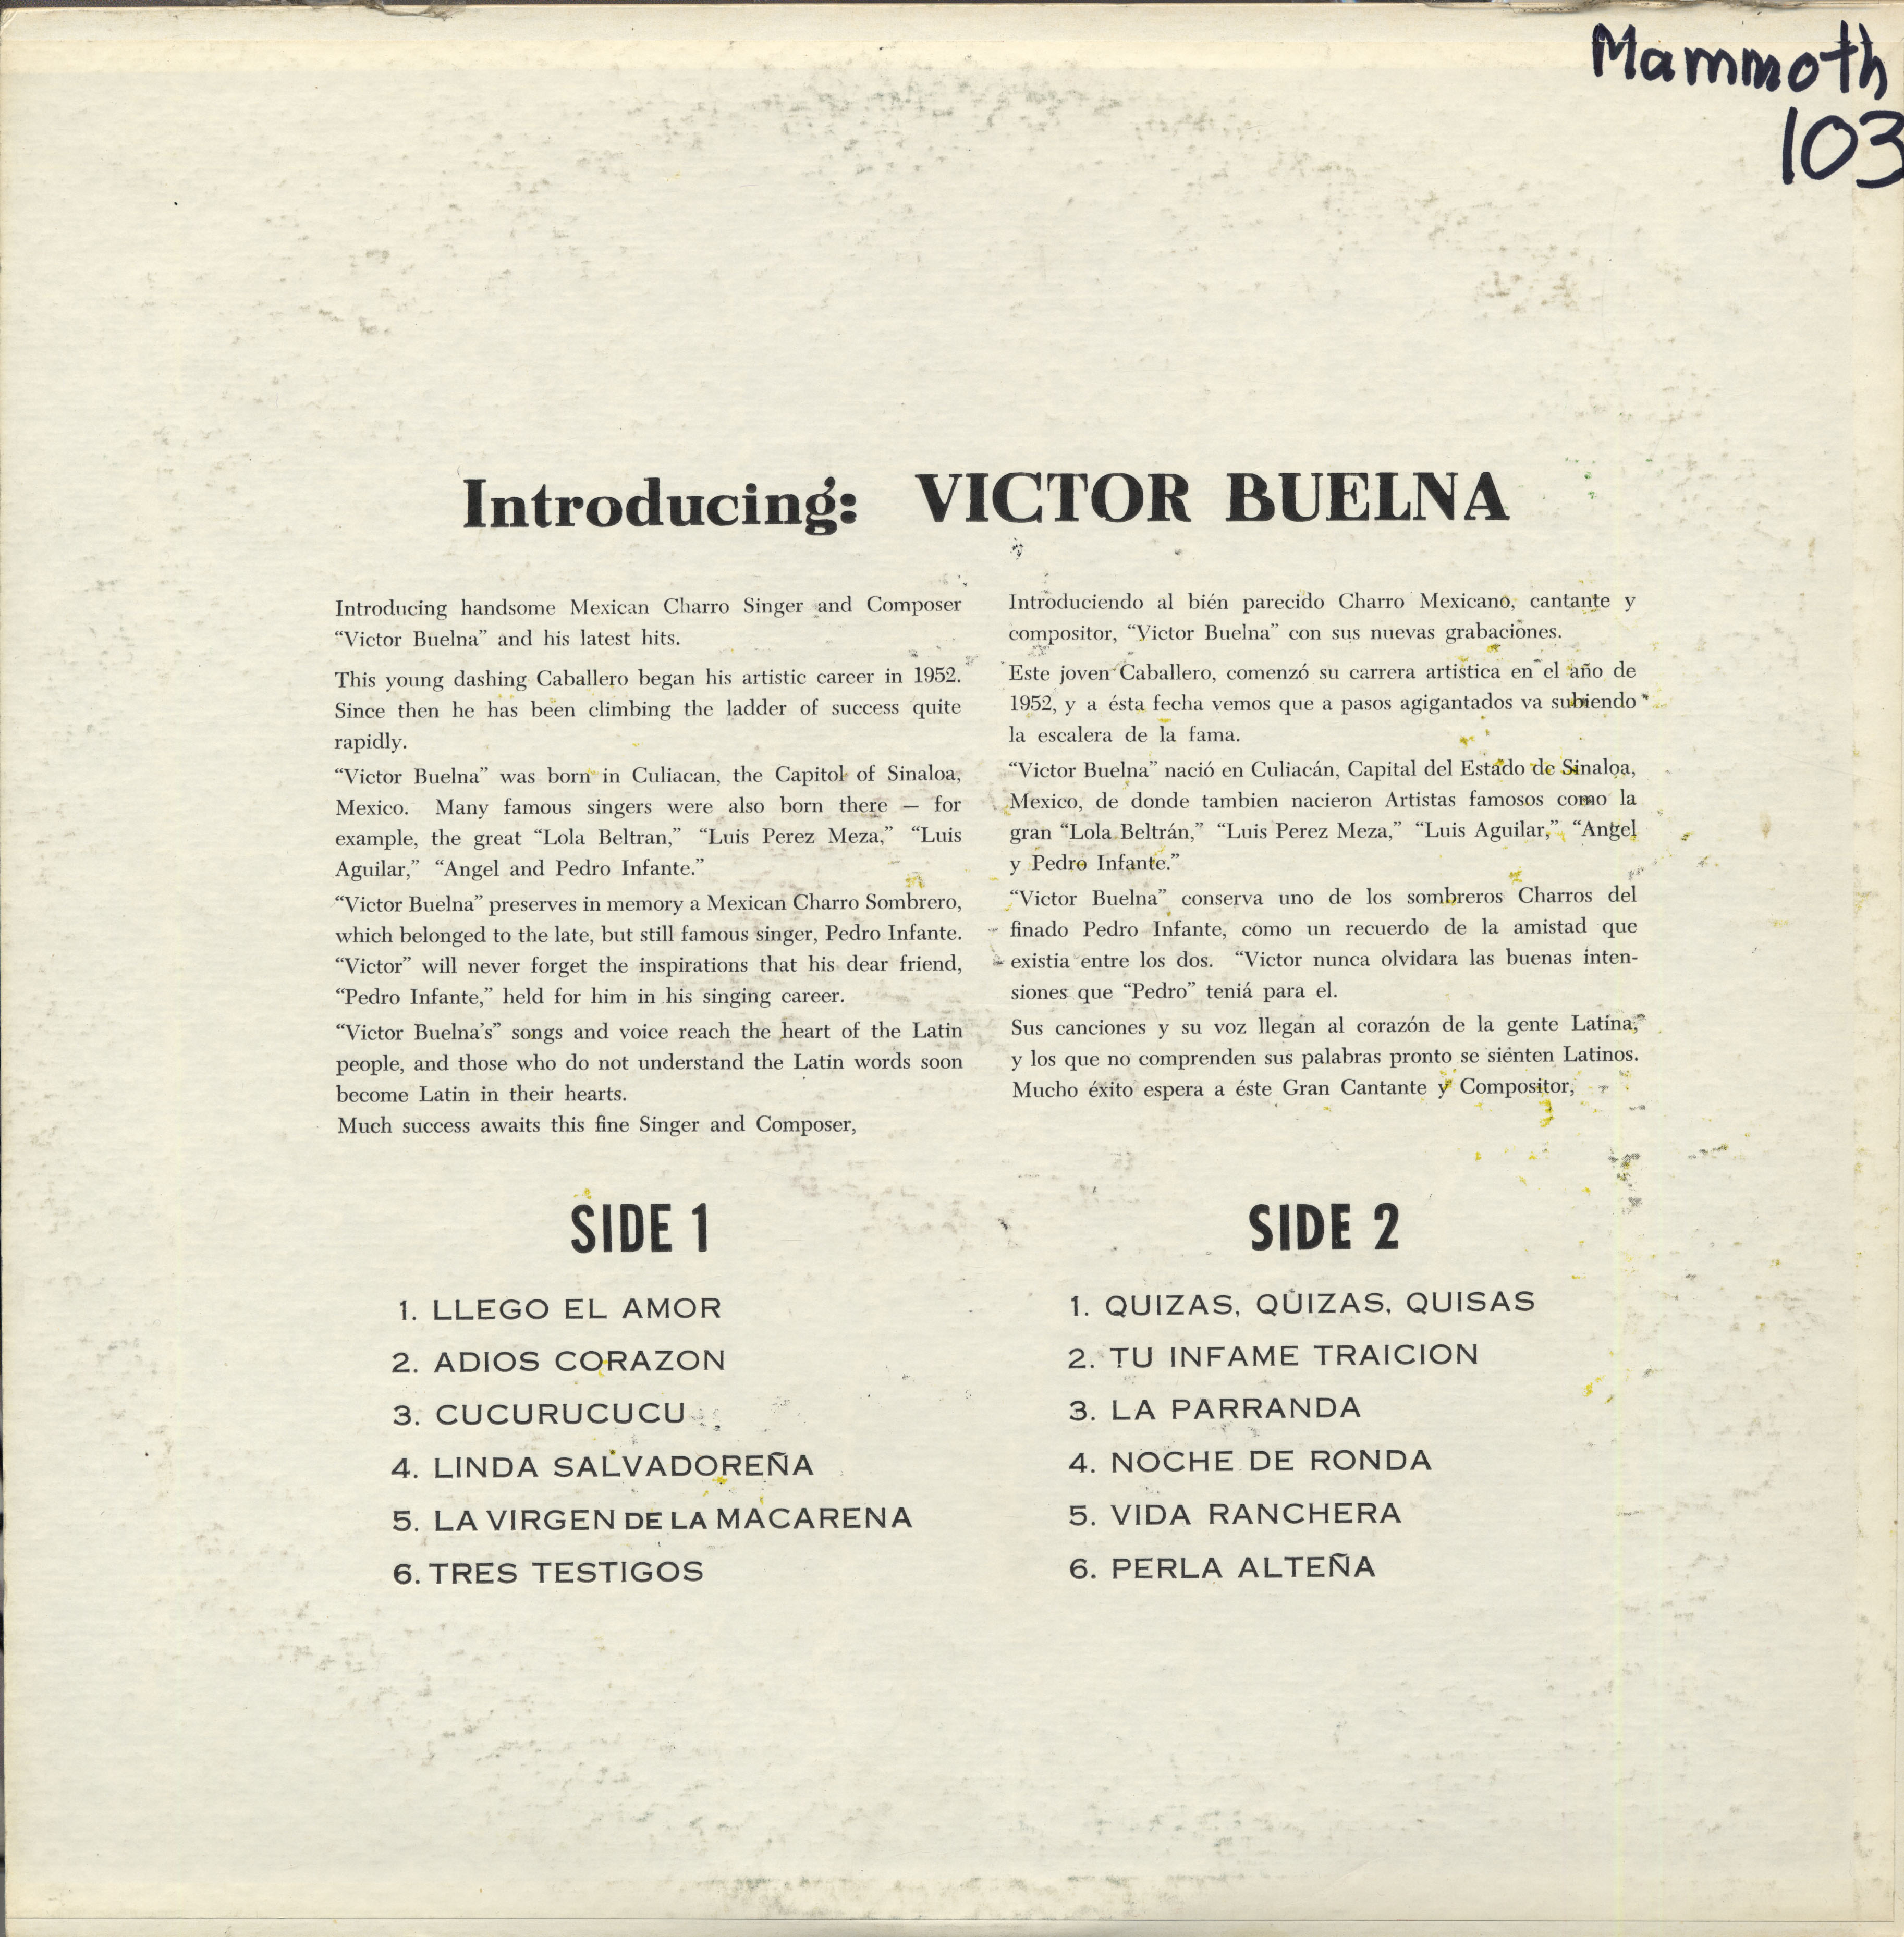 Mammoth
103
Introducing: VICTOR BUELNA
Introducing handsome Mexican Charro Singer and Composer
“Victor Buelna” and his latest hits.
This young dashing Caballero began his artistic career in 1952.
Since then he has been climbing the ladder of success quite
rapidly.
“Victor Buelna” was born in Culiacan, the Capitol of Sinaloa,
Mexico. Many famous singers were also born there — for
example, the great “Lola Beltran,” “Luis Perez Meza,” “Luis
Aguilar,” “Angel and Pedro Infante.”
“Victor Buelna” preserves in memory a Mexican Charro Sombrero,
which belonged to the late, but still famous singer, Pedro Infante.
“Victor” will never forget the inspirations that his dear friend,
“Pedro Infante,” held for him in his singing career.
“Victor Buelna’s” songs and voice reach the heart of the Latin
people, and those who do not understand the Latin words soon
become Latin in their hearts.
Much success awaits this fine Singer and Composer,
Introduciendo al bién parecido Charro Mexicano, cantante y
compositor, “Victor Buelna” con sus nuevas grabaciones.
Este joven Caballero, comenzó su carrera artistica en el año de
1952, y a ésta fecha vemos que a pasos agigantados va subiendo
la escalera de la fama.
“Victor Buelna” nació en Culiacán, Capital del Estado de Sinaloa,
Mexico, de donde tambien nacieron Artistas famosos como la
gran “Lola Beltrán,” “Luis Perez Meza,” “Luis Aguilar,” “Angel
y Pedro Infante.”
“Victor Buelna” conserva uno de los sombreros Charros del
finado Pedro Infante, como un recuerdo de la amistad que
existia entre los dos. “Victor nunca olvidara las buenas inten-
siones que “Pedro” teniá para el.
Sus canciones y su voz llegan al corazón de la gente Latina,
y los que no comprenden sus palabras pronto se sienten Latinos.
Mucho éxito espera a éste Gran Cantante y Compositor,
SIDE 1
1. LLEGO EL AMOR
2. ADIOS CORAZON
3. CUCURUCUCU
4. LINDA SALVADOREÑA
5. LA VIRGEN DE LA MACARENA
6. TRES TESTIGOS
SIDE 2
1. QUIZAS, QUIZAS, QUISAS
2. TU INFAME TRAICION
3. LA PARRANDA
4. NOCHE DE RONDA
5. VIDA RANCHERA
6. PERLA ALTEÑA